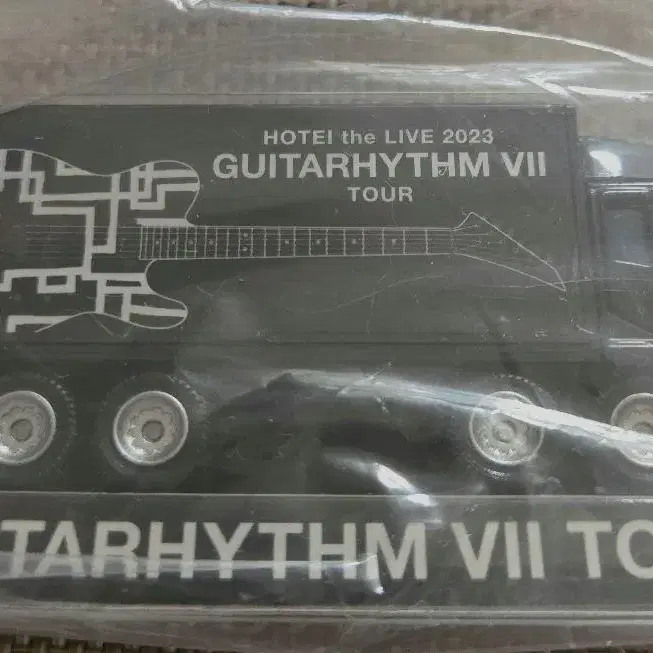 HOTEI the LIVE 2023
GUITARHYTHM VII
TOUR
TARHYTHM VII TO